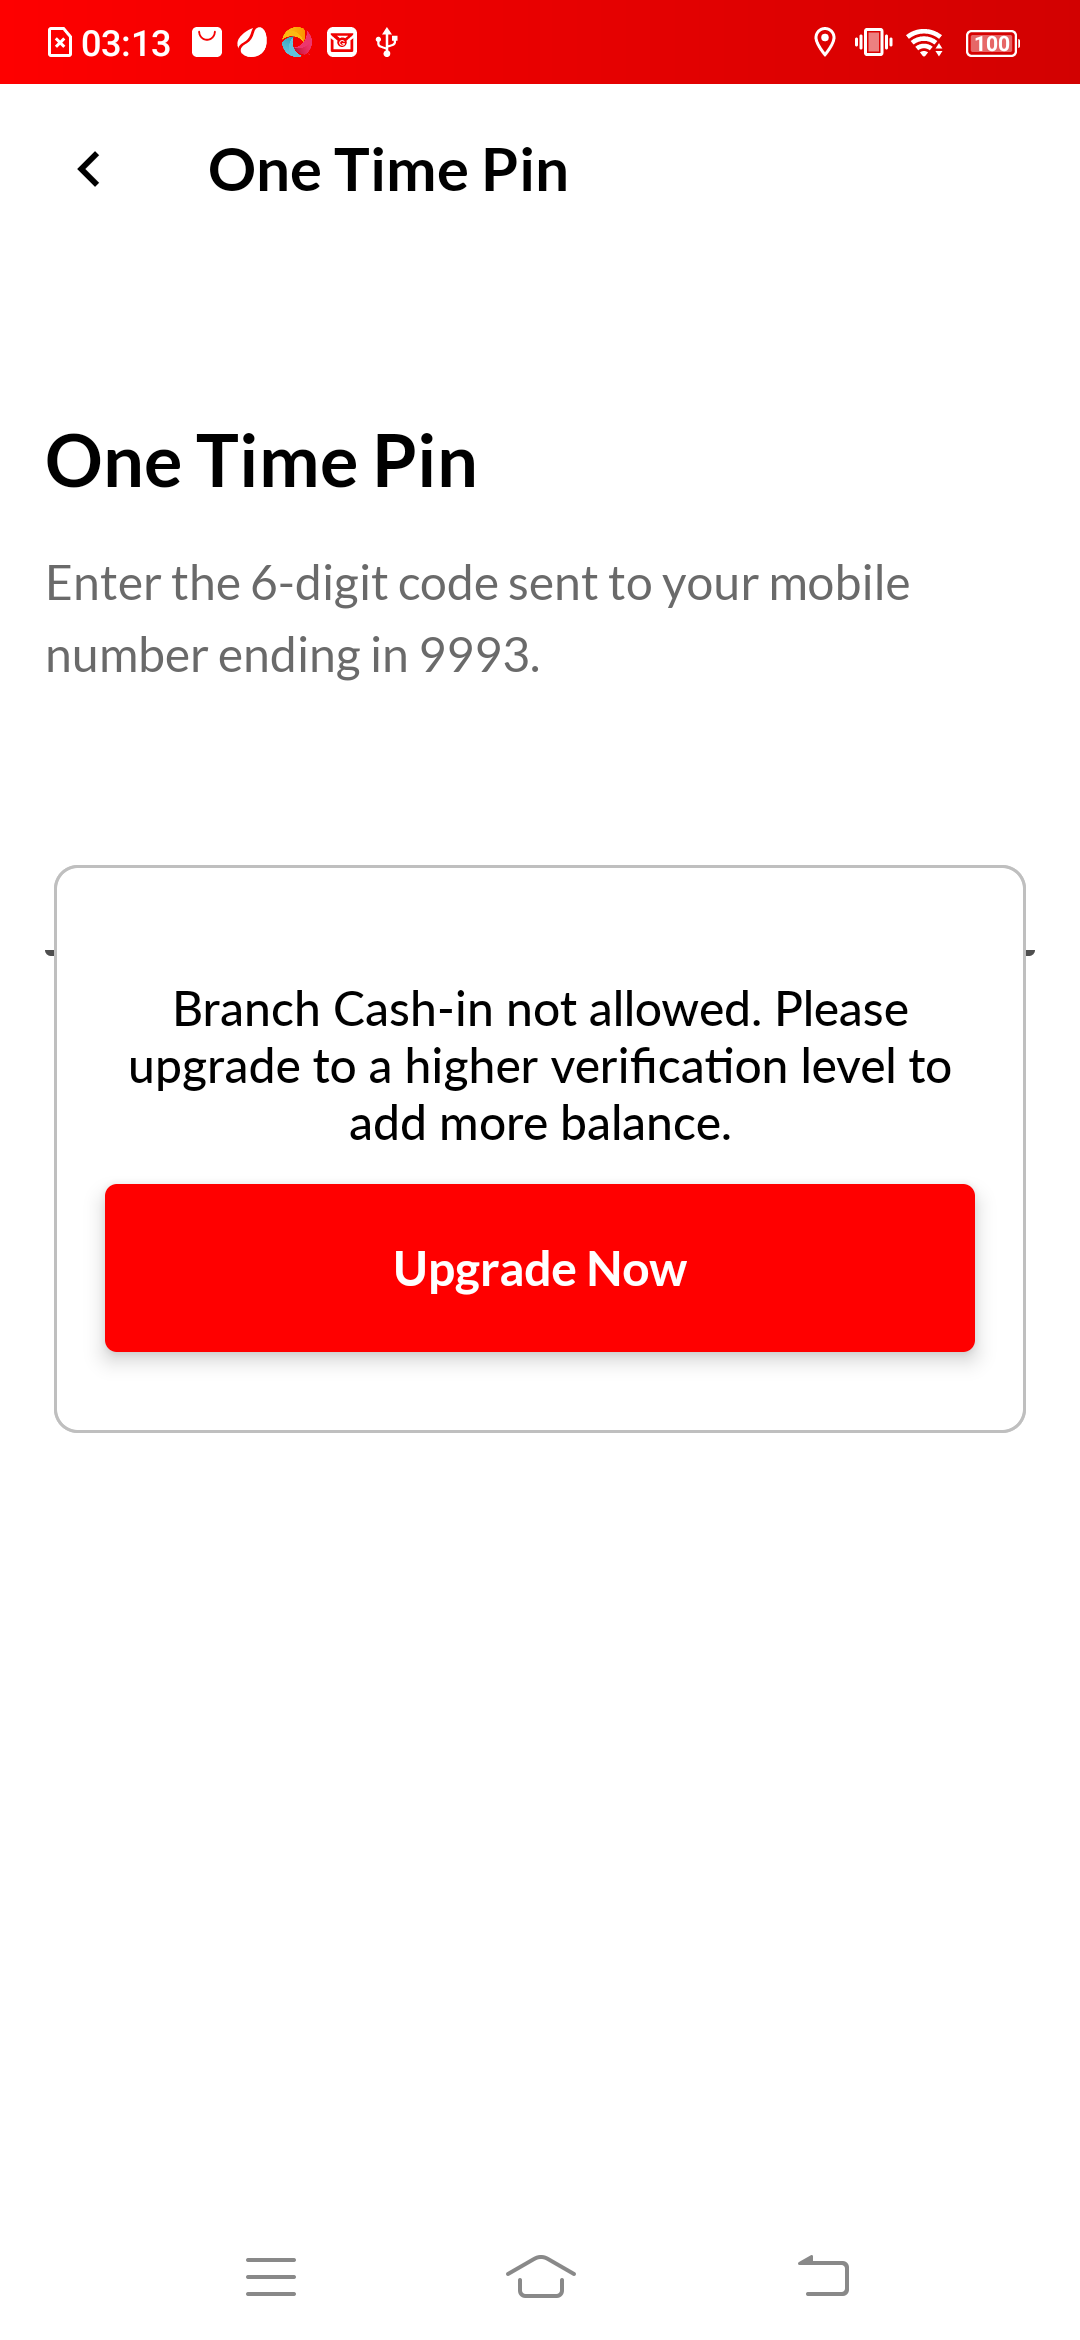 03:13
100
One Time Pin
One Time Pin
Enter the 6-digit code sent to your mobile
number ending in 9993.
Branch Cash-in not allowed. Please
upgrade to a higher verification level to
add more balance.
Upgrade Now